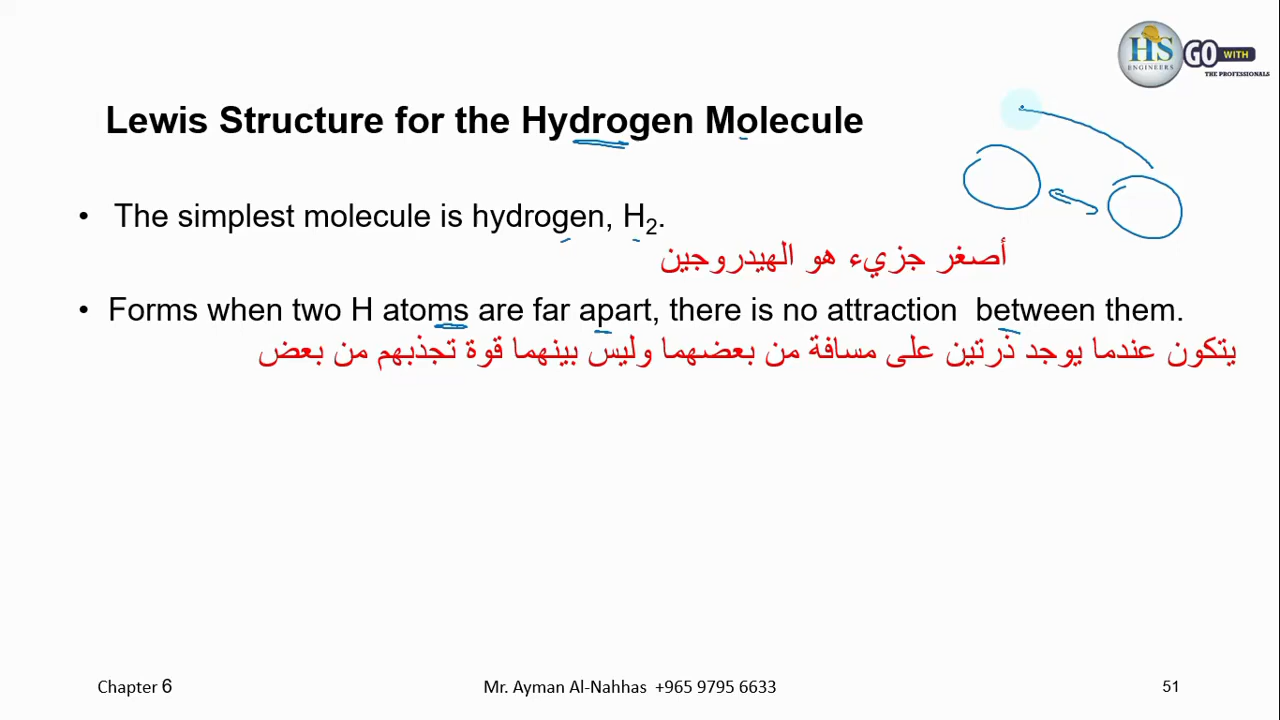 HS
ENGINEERS
GO WITH
THE PROFESSIONALS
Lewis Structure for the Hydrogen Molecule
• The simplest molecule is hydrogen, H₂.
أصغر جزيء هو الهيدروجين
• Forms when two H atoms are far apart, there is no attraction between them.
يتكون عندما يوجد ذرتين على مسافة من بعضهما وليس بينهما قوة تجذبهم من بعض
Chapter 6
Mr. Ayman Al-Nahhas +965 9795 6633
51